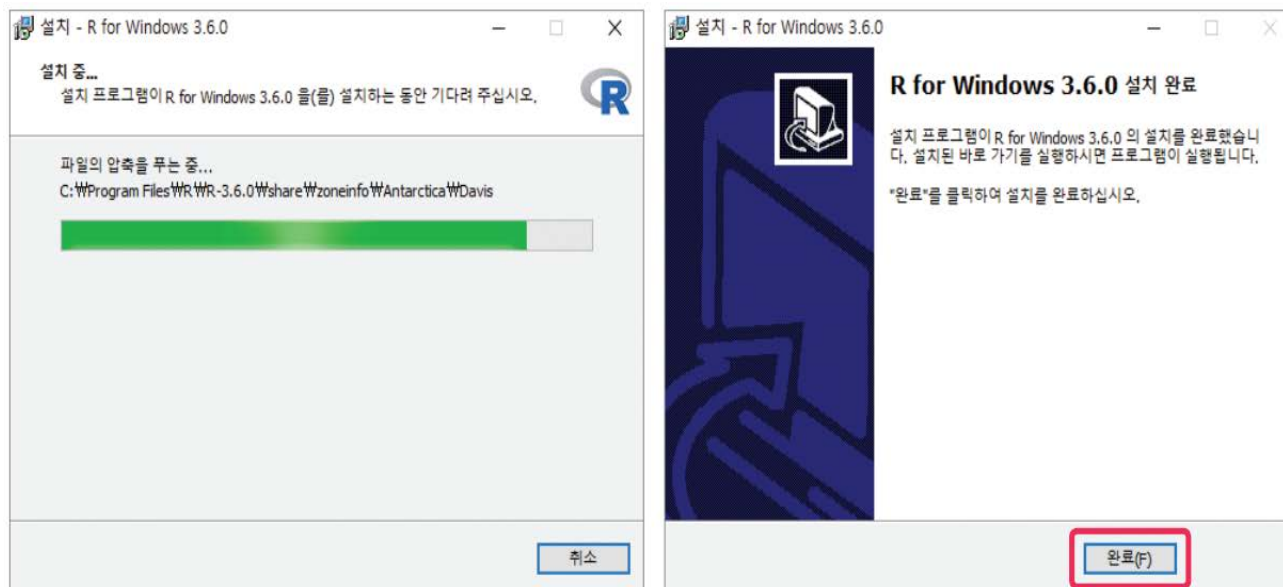 설치 - R for Windows 3.6.0
설치 중...
설치 프로그램이 R for Windows 3.6.0 을(를) 설치하는 동안 기다려 주십시오.
R
파일의 압축을 푸는 중...
C:₩Program Files₩R₩R-3.6.0₩share₩zoneinfo₩Antarctica₩Davis
취소
설치 - R for Windows 3.6.0
R for Windows 3.6.0 설치 완료
설치 프로그램이 R for Windows 3.6.0 의 설치를 완료했습니
다. 설치된 바로 가기를 실행하시면 프로그램이 실행됩니다.
"완료"를 클릭하여 설치를 완료하십시오.
완료(F)